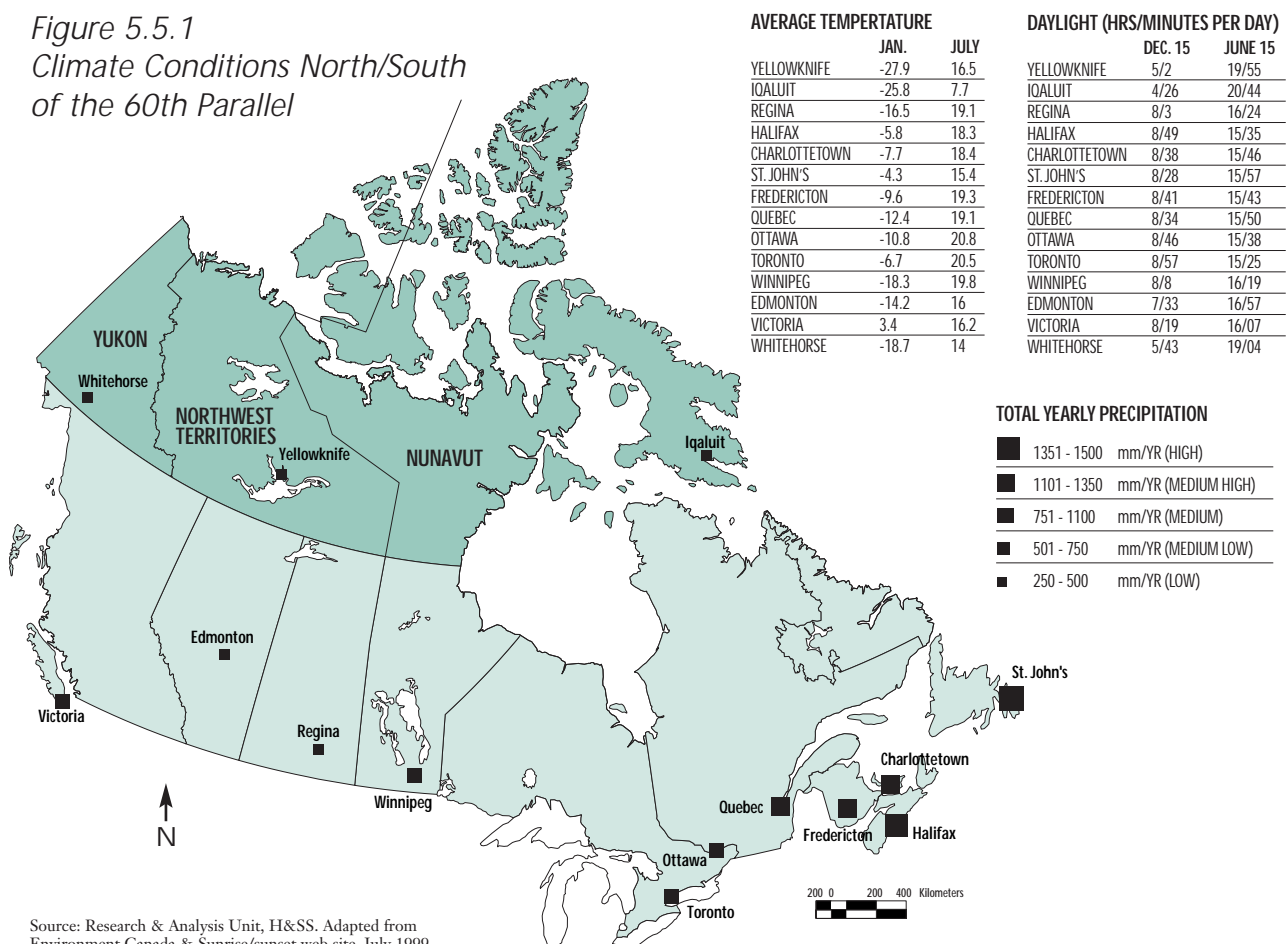 Figure 5.5.1
Climate Conditions North/South
of the 60th Parallel
AVERAGE TEMPERTATURE
JAN. JULY
YELLOWKNIFE -27.9 16.5
IQALUIT -25.8 7.7
REGINA -16.5 19.1
HALIFAX -5.8 18.3
CHARLOTTETOWN -7.7 18.4
ST. JOHN'S -4.3 15.4
FREDERICTON -9.6 19.3
QUEBEC -12.4 19.1
OTTAWA -10.8 20.8
TORONTO -6.7 20.5
WINNIPEG -18.3 19.8
EDMONTON -14.2 16
VICTORIA 3.4 16.2
WHITEHORSE -18.7 14
DAYLIGHT (HRS/MINUTES PER DAY)
DEC. 15 JUNE 15
YELLOWKNIFE 5/2 19/55
IQALUIT 4/26 20/44
REGINA 8/3 16/24
HALIFAX 8/49 15/35
CHARLOTTETOWN 8/38 15/46
ST. JOHN'S 8/28 15/57
FREDERICTON 8/41 15/43
QUEBEC 8/34 15/50
OTTAWA 8/46 15/38
TORONTO 8/57 15/25
WINNIPEG 8/8 16/19
EDMONTON 7/33 16/57
VICTORIA 8/19 16/07
WHITEHORSE 5/43 19/04
TOTAL YEARLY PRECIPITATION
1351 - 1500 mm/YR (HIGH)
1101 - 1350 mm/YR (MEDIUM HIGH)
751 - 1100 mm/YR (MEDIUM)
501 - 750 mm/YR (MEDIUM LOW)
250 - 500 mm/YR (LOW)
YUKON
Whitehorse
NORTHWEST
TERRITORIES
Yellowknife
NUNAVUT
Iqaluit
Edmonton
Victoria
Regina
Winnipeg
St. John's
Charlottetown
Quebec
Fredericton
Halifax
Ottawa
Toronto
N
200 0 200 400 Kilometers
Source: Research & Analysis Unit, H&SS. Adapted from
Environment Canada & Sunrise/sunset web site, July 1999